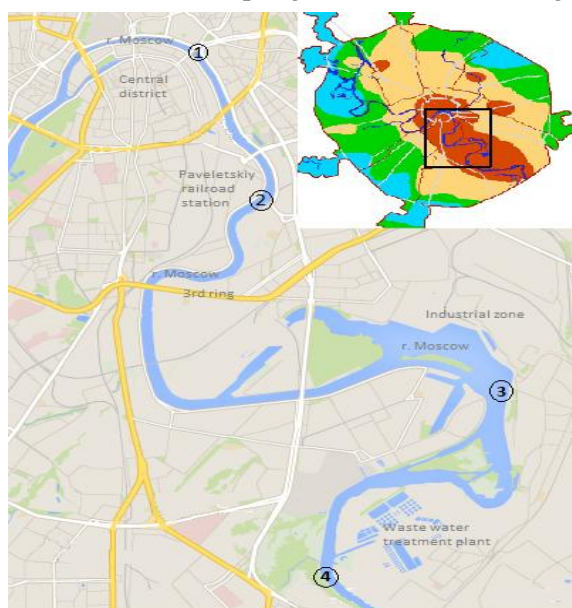 r. Moscow
1
Central
district
Paveletskiy
railroad
station
2
r. Moscow
3rd ring
Industrial zone
r. Moscow
3
Waste water
treatment plant
4